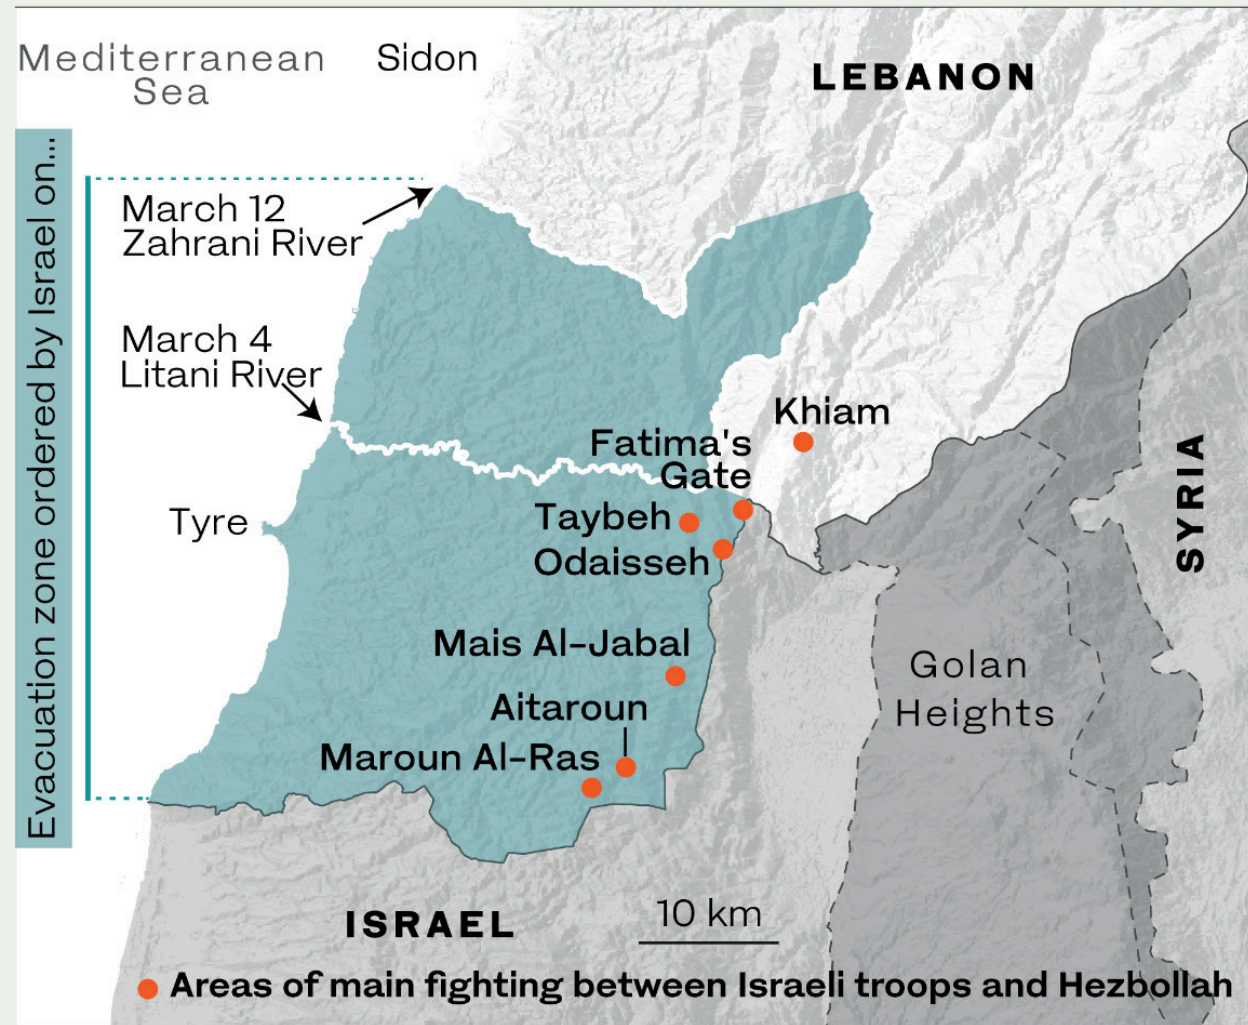 Mediterranean
Sea
Sidon
LEBANON
Evacuation zone ordered by Israel on...
March 12
Zahrani River
March 4
Litani River
Khiam
Fatima's
Gate
Tyre
Taybeh
Odaisseh
SYRIA
Mais Al-Jabal
Golan
Heights
Aitaroun
Maroun Al-Ras
ISRAEL
10 km
Areas of main fighting between Israeli troops and Hezbollah